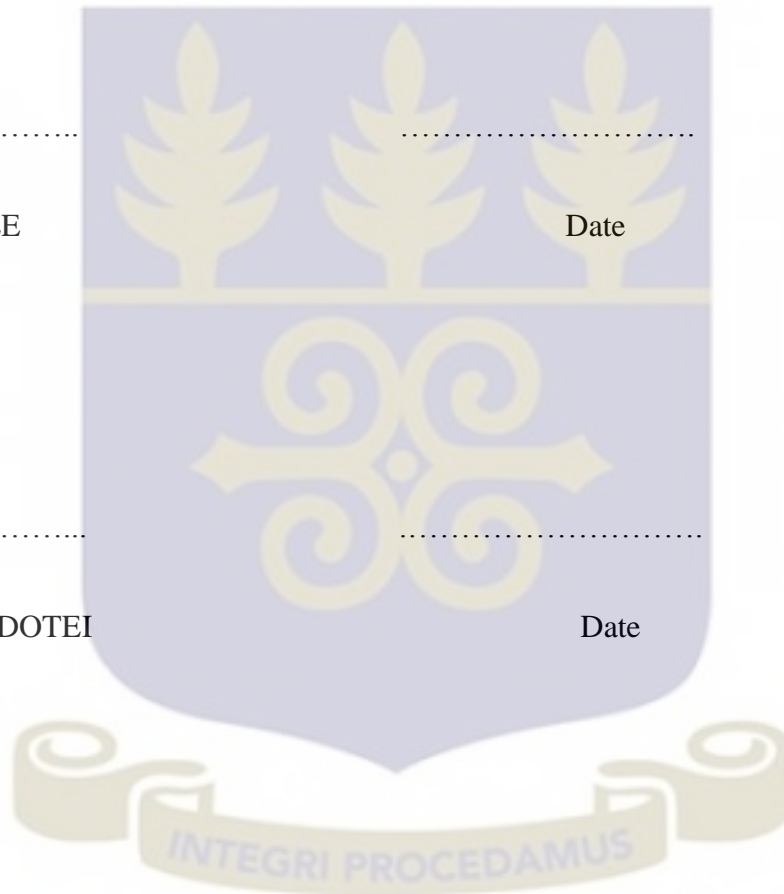 …….. ……………………….
E Date
…….. ………………………..
DOTEI Date
INTEGRI PROCEDAMUS